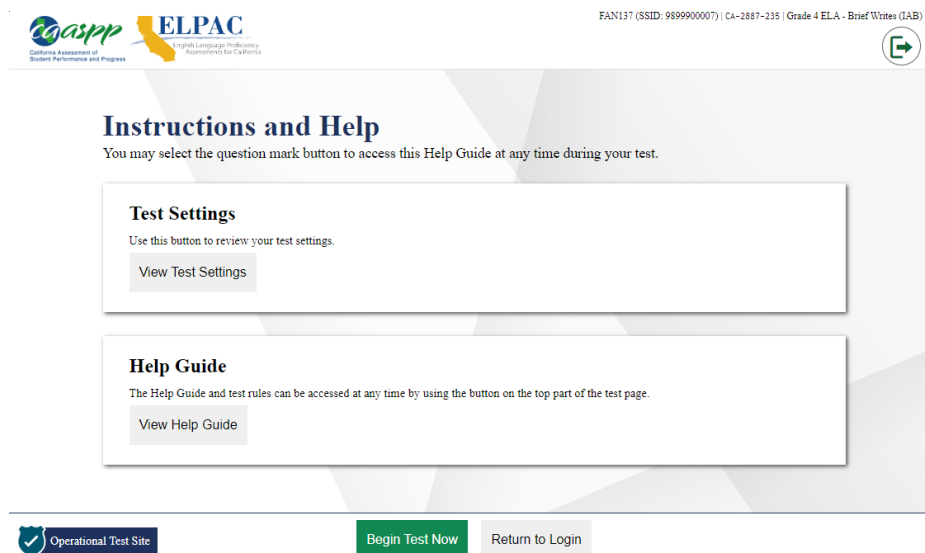 caaspp
California Assessment of
Student Performance and Progress
ELPAC
English Language Proficiency
Assessments for California
FAN137 (SSID: 9899900007) | CA-2887-235 | Grade 4 ELA - Brief Writes (IAB)
Instructions and Help
You may select the question mark button to access this Help Guide at any time during your test.
Test Settings
Use this button to review your test settings.
View Test Settings
Help Guide
The Help Guide and test rules can be accessed at any time by using the button on the top part of the test page.
View Help Guide
Operational Test Site
Begin Test Now
Return to Login